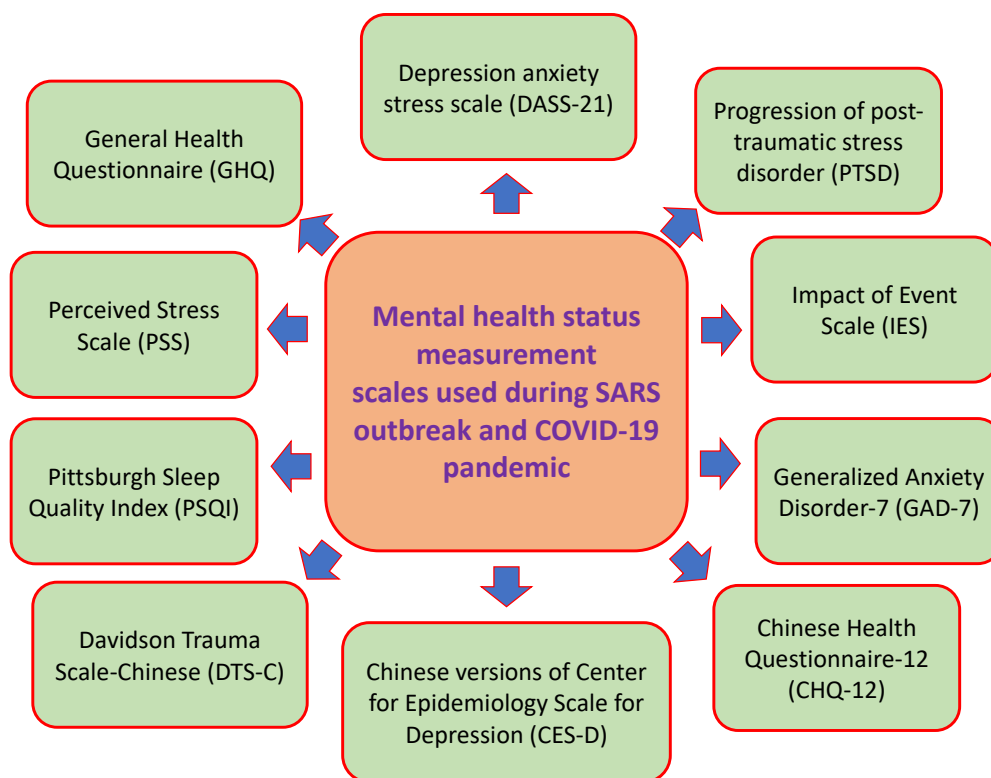 Depression anxiety
stress scale (DASS-21)
General Health
Questionnaire (GHQ)
Progression of post-
traumatic stress
disorder (PTSD)
Perceived Stress
Scale (PSS)
Mental health status
measurement
scales used during SARS
outbreak and COVID-19
pandemic
Impact of Event
Scale (IES)
Pittsburgh Sleep
Quality Index (PSQI)
Generalized Anxiety
Disorder-7 (GAD-7)
Davidson Trauma
Scale-Chinese (DTS-C)
Chinese versions of Center
for Epidemiology Scale for
Depression (CES-D)
Chinese Health
Questionnaire-12
(CHQ-12)